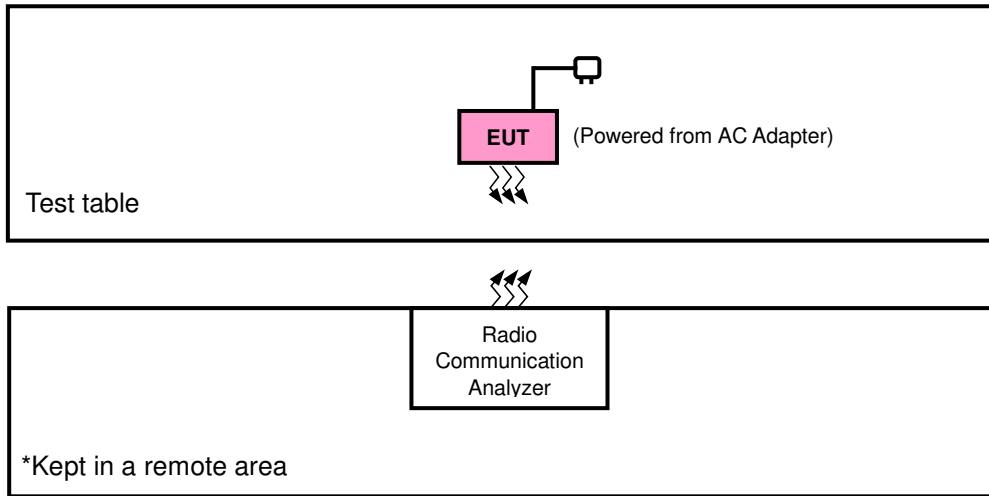 EUT
(Powered from AC Adapter)
Test table
Radio
Communication
Analyzer
*Kept in a remote area